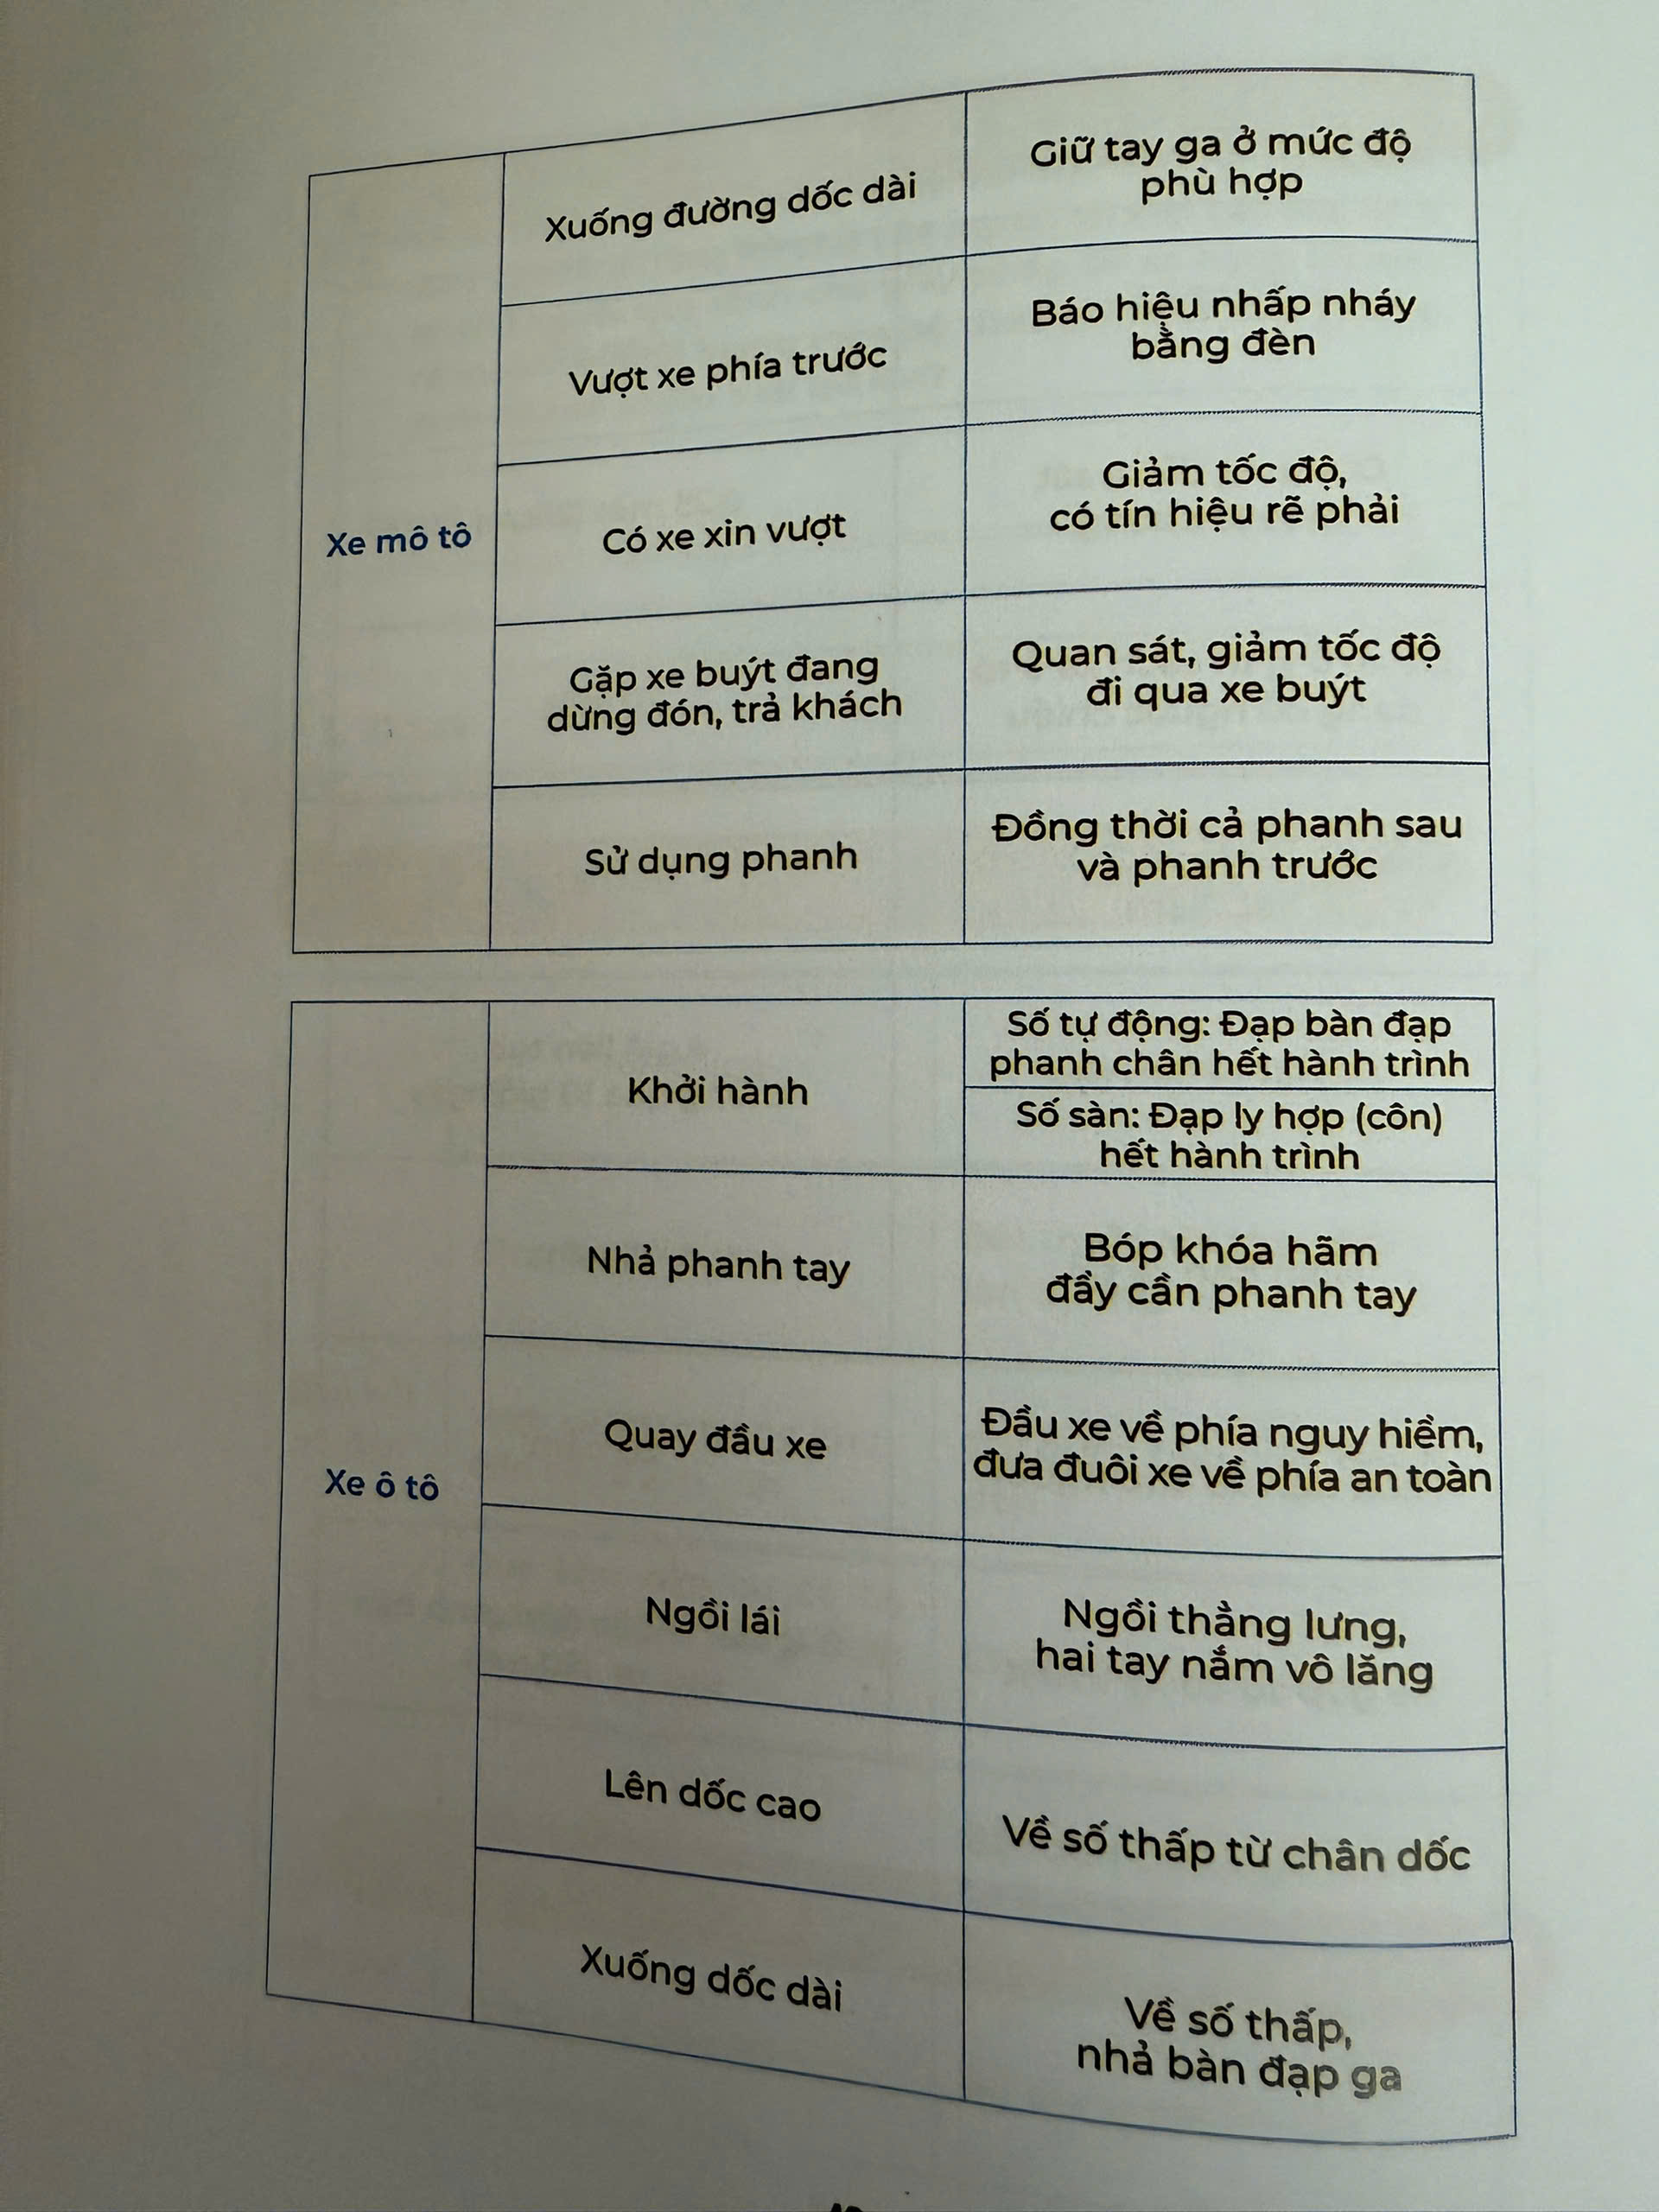 Xe mô tô
Xuống đường dốc dài
Giữ tay ga ở mức độ
phù hợp
Vượt xe phía trước
Báo hiệu nhấp nháy
bằng đèn
Có xe xin vượt
Giảm tốc độ,
có tín hiệu rẽ phải
Gặp xe buýt đang
dừng đón, trả khách
Quan sát, giảm tốc độ
đi qua xe buýt
Sử dụng phanh
Đồng thời cả phanh sau
và phanh trước
Xe ô tô
Khởi hành
Số tự động: Đạp bàn đạp
phanh chân hết hành trình
Số sàn: Đạp ly hợp (côn)
hết hành trình
Nhả phanh tay
Bóp khóa hãm
đẩy cần phanh tay
Quay đầu xe
Đầu xe về phía nguy hiểm,
đưa đuôi xe về phía an toàn
Ngồi lái
Ngồi thẳng lưng,
hai tay nắm vô lăng
Lên dốc cao
Về số thấp từ chân dốc
Xuống dốc dài
Về số thấp,
nhả bàn đạp ga